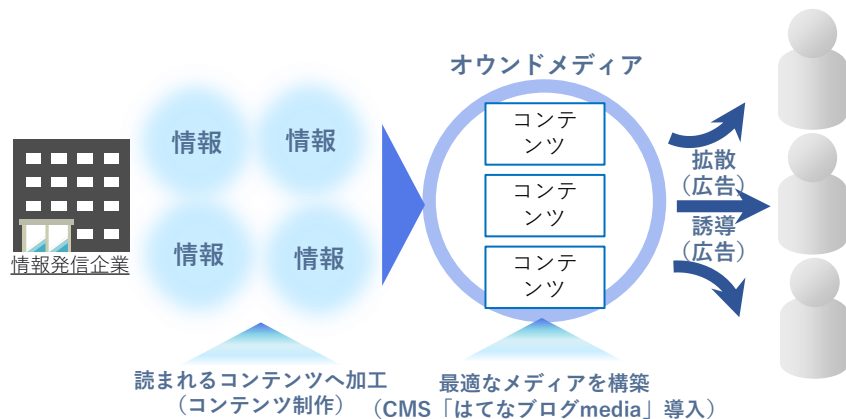 オウンドメディア
情報
情報
情報
情報
情報発信企業
コンテ
ンツ
コンテ
ンツ
コンテ
ンツ
拡散
（広告）
誘導
（広告）
読まれるコンテンツへ加工
（コンテンツ制作）
最適なメディアを構築
（CMS「はてなブログmedia」導入）